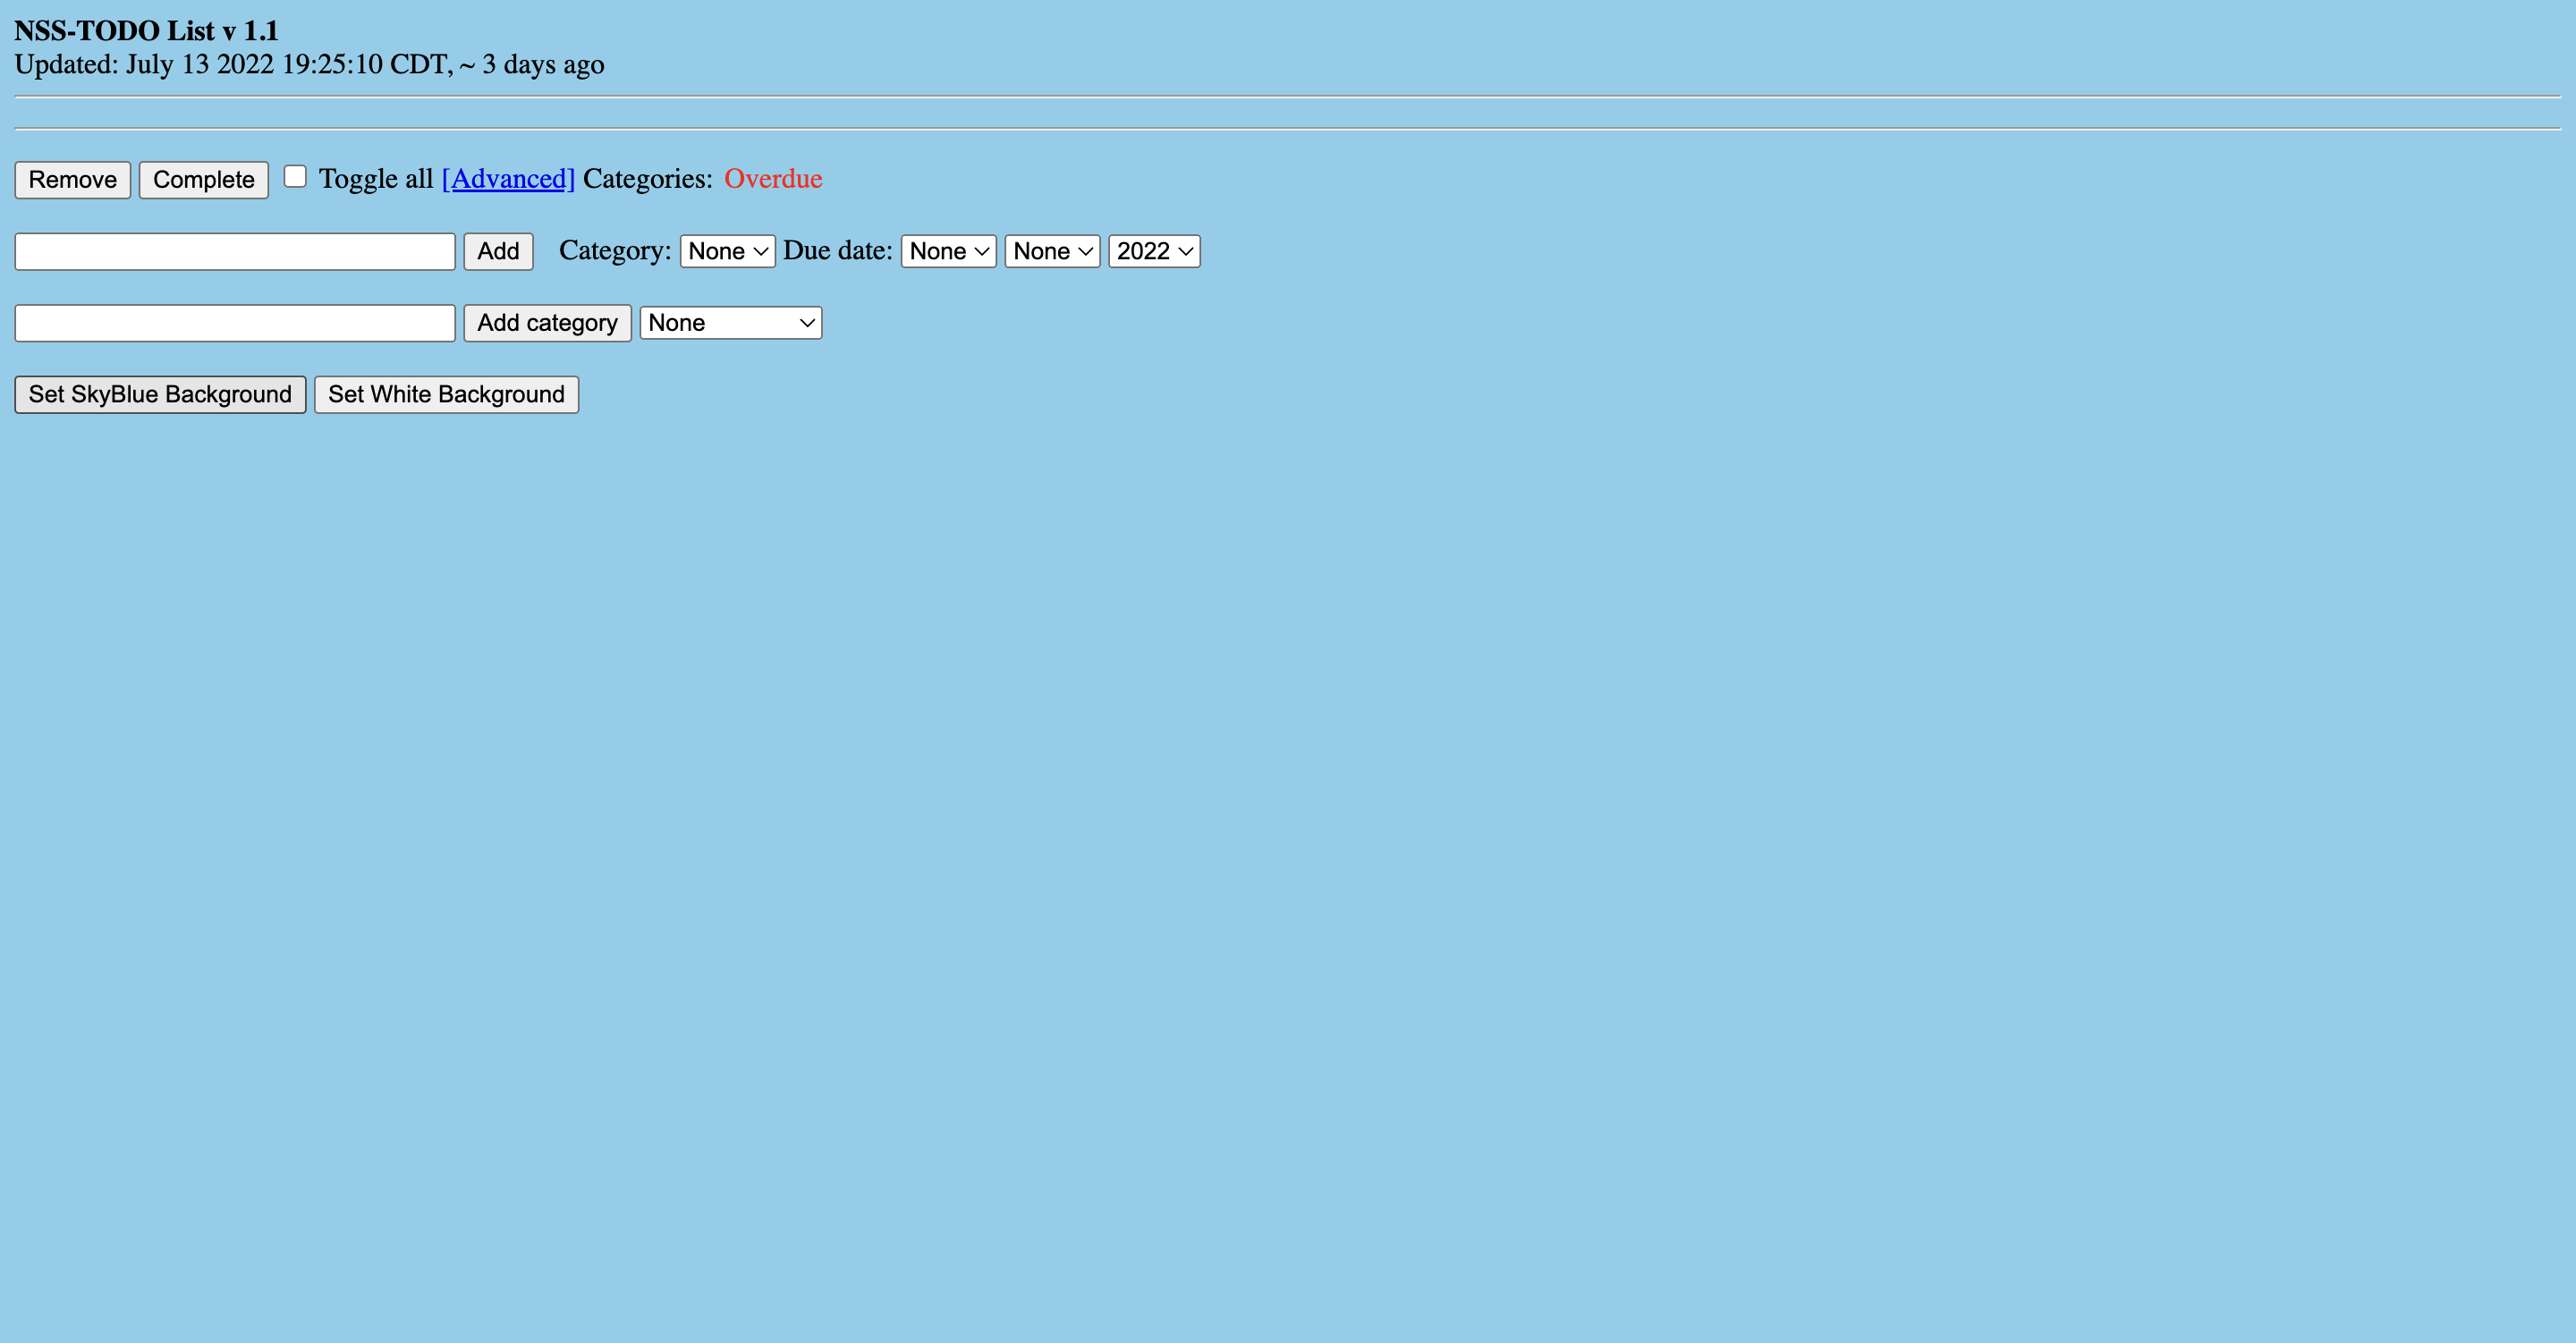 NSS-TODO List v 1.1
Updated: July 13 2022 19:25:10 CDT, ~ 3 days ago
Remove Complete Toggle all [Advanced] Categories: Overdue
Add Category: None Due date: None None 2022
Add category None
Set SkyBlue Background Set White Background